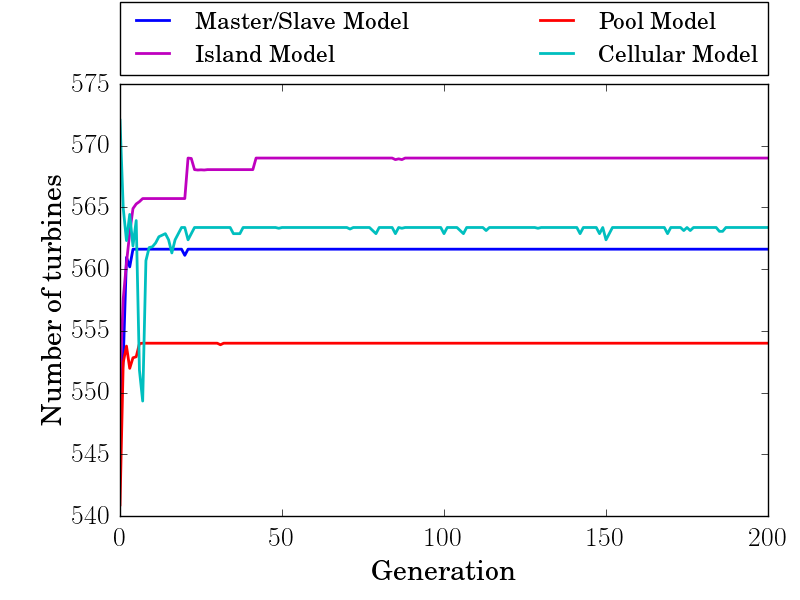 Master/Slave Model Pool Model
Island Model Cellular Model
575
570
565
560
555
550
545
540
Number of turbines
0 50 100 150 200
Generation